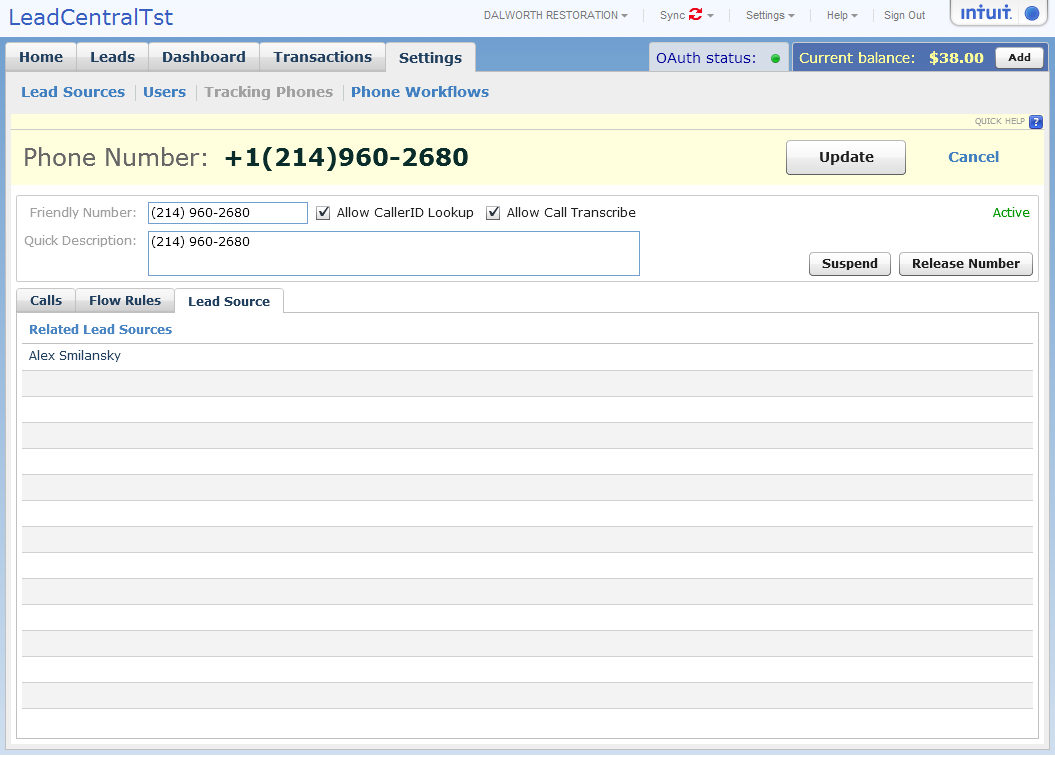 LeadCentralTst DALWORTH RESTORATION Sync Settings Help Sign Out intuit.
Home Leads Dashboard Transactions Settings OAuth status: Current balance: $38.00 Add
Lead Sources Users Tracking Phones Phone Workflows
QUICK HELP ?
Phone Number: +1(214)960-2680 Update Cancel
Friendly Number: (214) 960-2680 Allow CallerID Lookup Allow Call Transcribe Active
Quick Description: (214) 960-2680
Suspend Release Number
Calls Flow Rules Lead Source
Related Lead Sources
Alex Smilansky